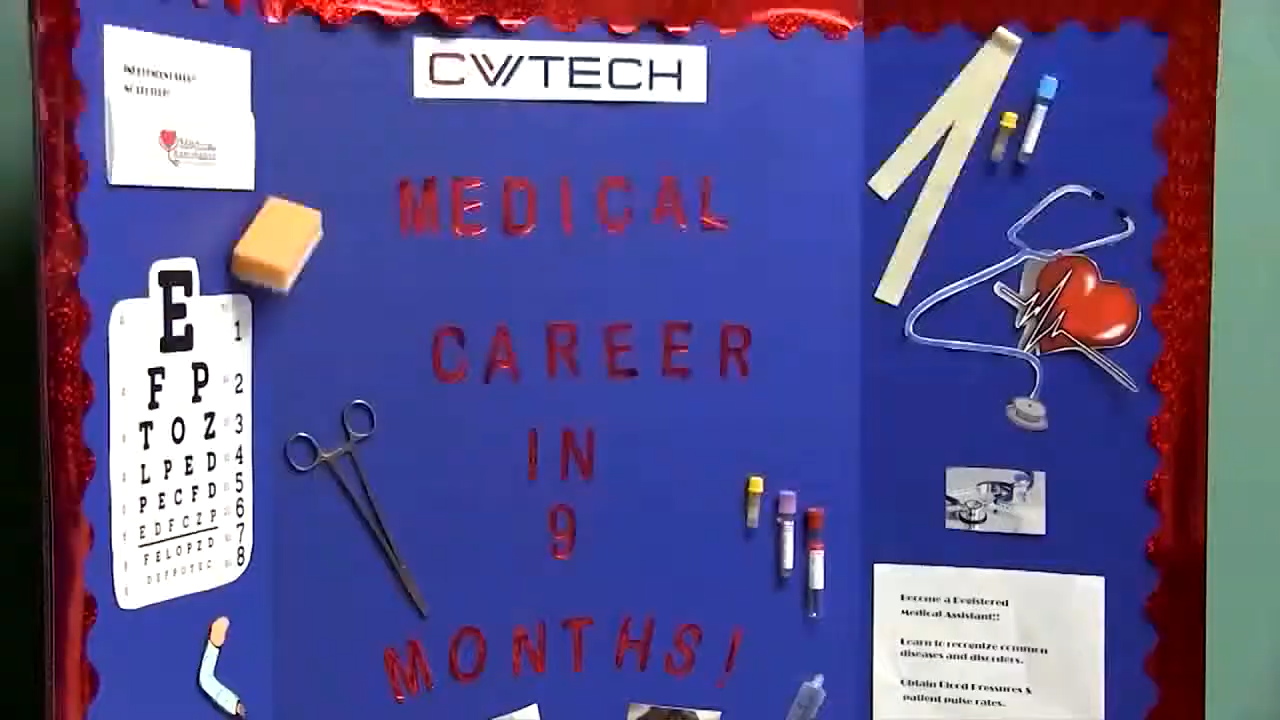 CWTECH
MEDICAL
CAREER
IN
9
MONTHS!
E
1
F P
2
T O Z
3
L P E D
4
P E C F D
5
E D F C Z P
6
F E L O P Z D
7
D E F P O T E C
8
Become a Registered
Medical Assistant!!
Learn to recognize common
diseases and disorders.
Obtain Blood Pressures &
patient pulse rates.